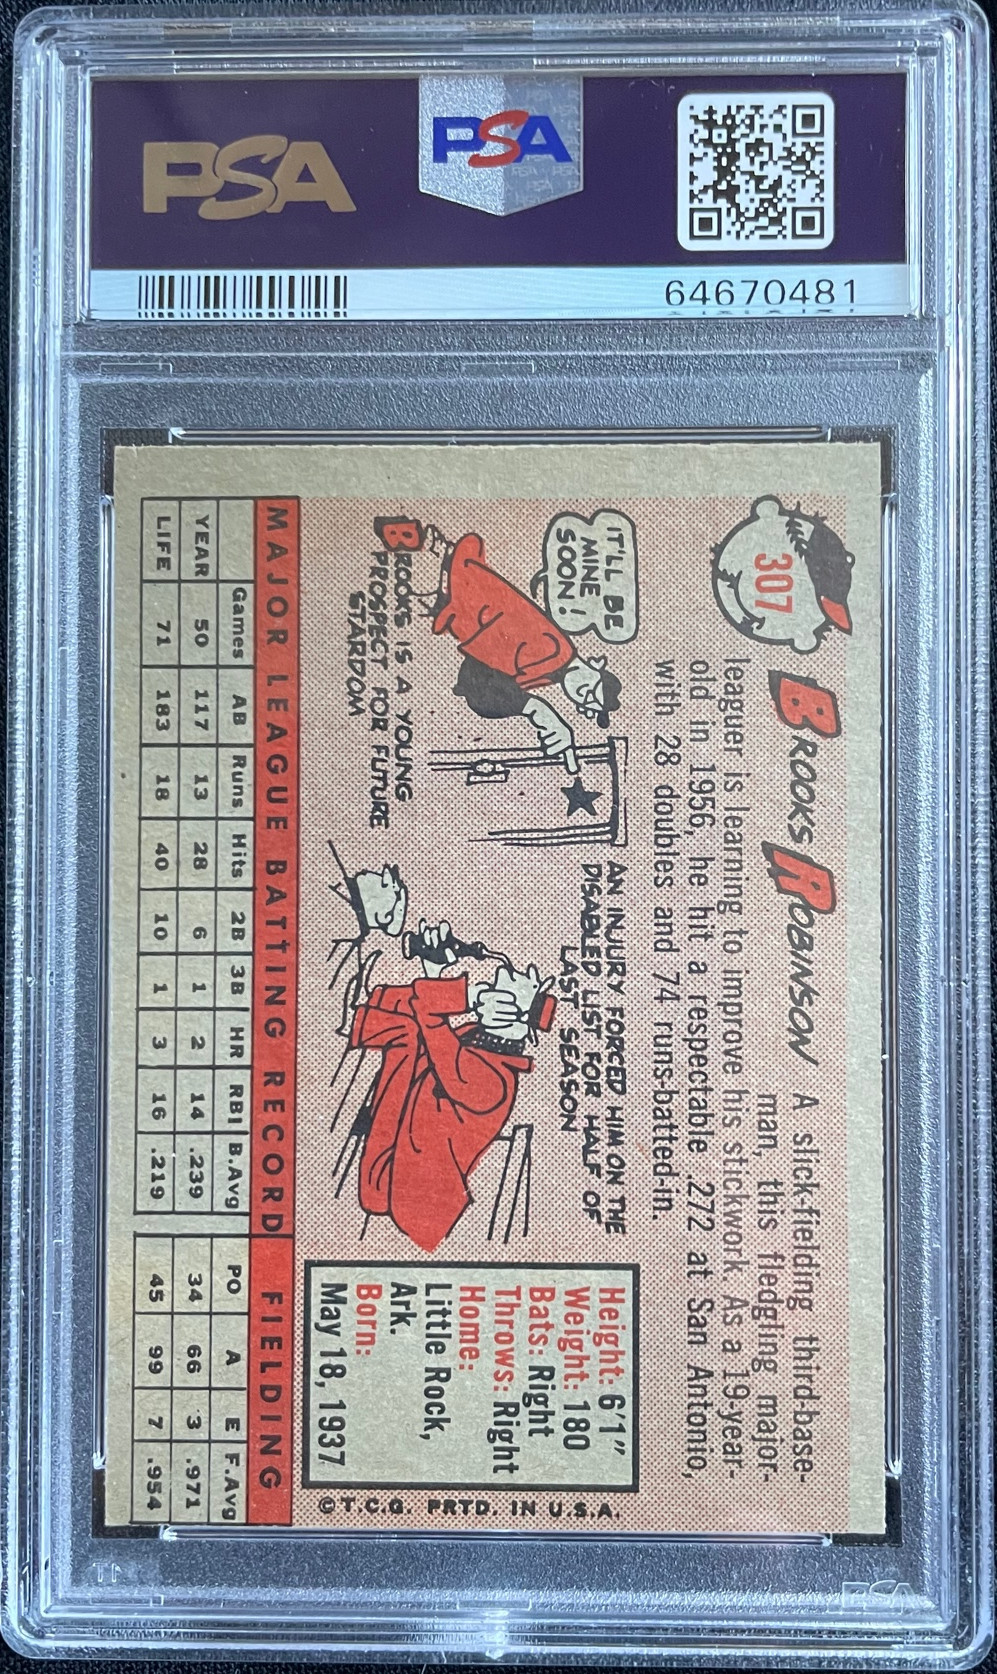 PSA
PSA
64670481
307
BROOKS ROBINSON
A slick-fielding third-base-
man, this fledgling major-
leaguer is learning to improve his stickwork. As a 19-year-
old in 1956, he hit a respectable .272 at San Antonio,
with 28 doubles and 74 runs-batted-in.
IT'LL BE
MINE
SOON!
BROOKS IS A YOUNG
PROSPECT FOR FUTURE
STARDOM
AN INJURY FORCED HIM ON THE
DISABLED LIST FOR HALF OF
LAST SEASON
Height: 6'1"
Weight: 180
Bats: Right
Throws: Right
Home:
Little Rock,
Ark.
Born:
May 18, 1937
© T.C.G. PRTD. IN U.S.A.
MAJOR LEAGUE BATTING RECORD FIELDING
Games AB Runs Hits 2B 3B HR RBI B.Avg PO A E F.Avg
YEAR 50 117 13 28 6 1 2 14 .239 34 66 3 .971
LIFE 71 183 18 40 10 1 3 16 .219 45 99 7 .954
PSA